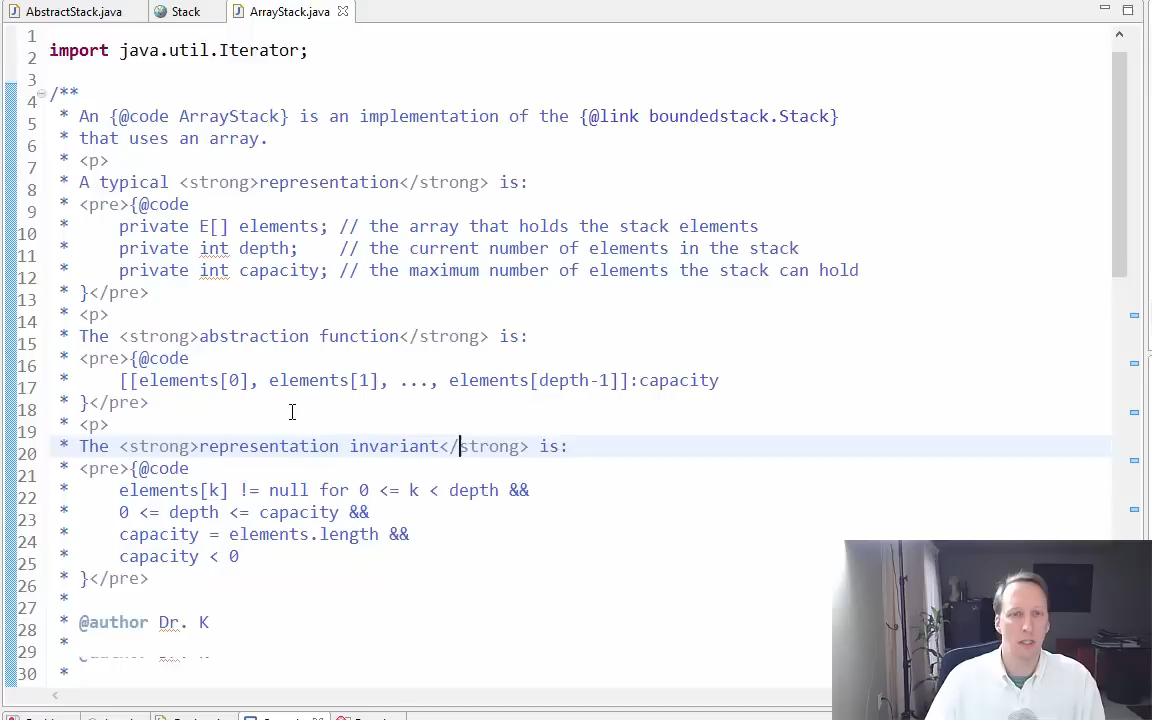 AbstractStack.java Stack ArrayStack.java
1
2 import java.util.Iterator;
3
4 /**
5 * An {@code ArrayStack} is an implementation of the {@link boundedstack.Stack}
6 * that uses an array.
7 * <p>
8 * A typical <strong>representation</strong> is:
9 * <pre>{@code
10 * private E[] elements; // the array that holds the stack elements
11 * private int depth; // the current number of elements in the stack
12 * private int capacity; // the maximum number of elements the stack can hold
13 * }</pre>
14 * <p>
15 * The <strong>abstraction function</strong> is:
16 * <pre>{@code
17 * [[elements[0], elements[1], ..., elements[depth-1]]:capacity
18 * }</pre>
19 * <p>
20 * The <strong>representation invariant</strong> is:
21 * <pre>{@code
22 * elements[k] != null for 0 <= k < depth &&
23 * 0 <= depth <= capacity &&
24 * capacity = elements.length &&
25 * capacity < 0
26 * }</pre>
27 *
28 * @author Dr. K
29 *
30 *